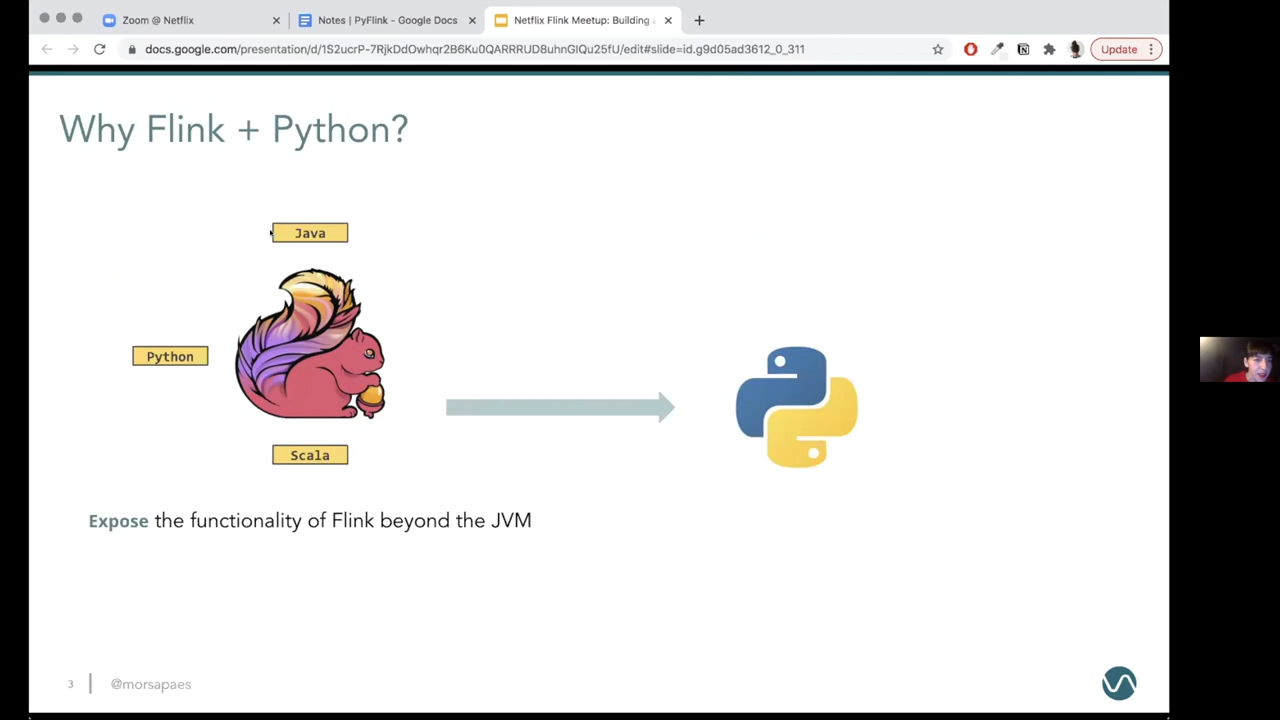 Zoom @ Netflix
Notes | PyFlink - Google Docs
Netflix Flink Meetup: Building
docs.google.com/presentation/d/1S2ucrP-7RjkDdOwhqr2B6Ku0QARRRUD8uhnGlQu25fU/edit#slide=id.g9d05ad3612_0_311
Update
Why Flink + Python?
Java
Python
Scala
Expose the functionality of Flink beyond the JVM
3
@morsapaes